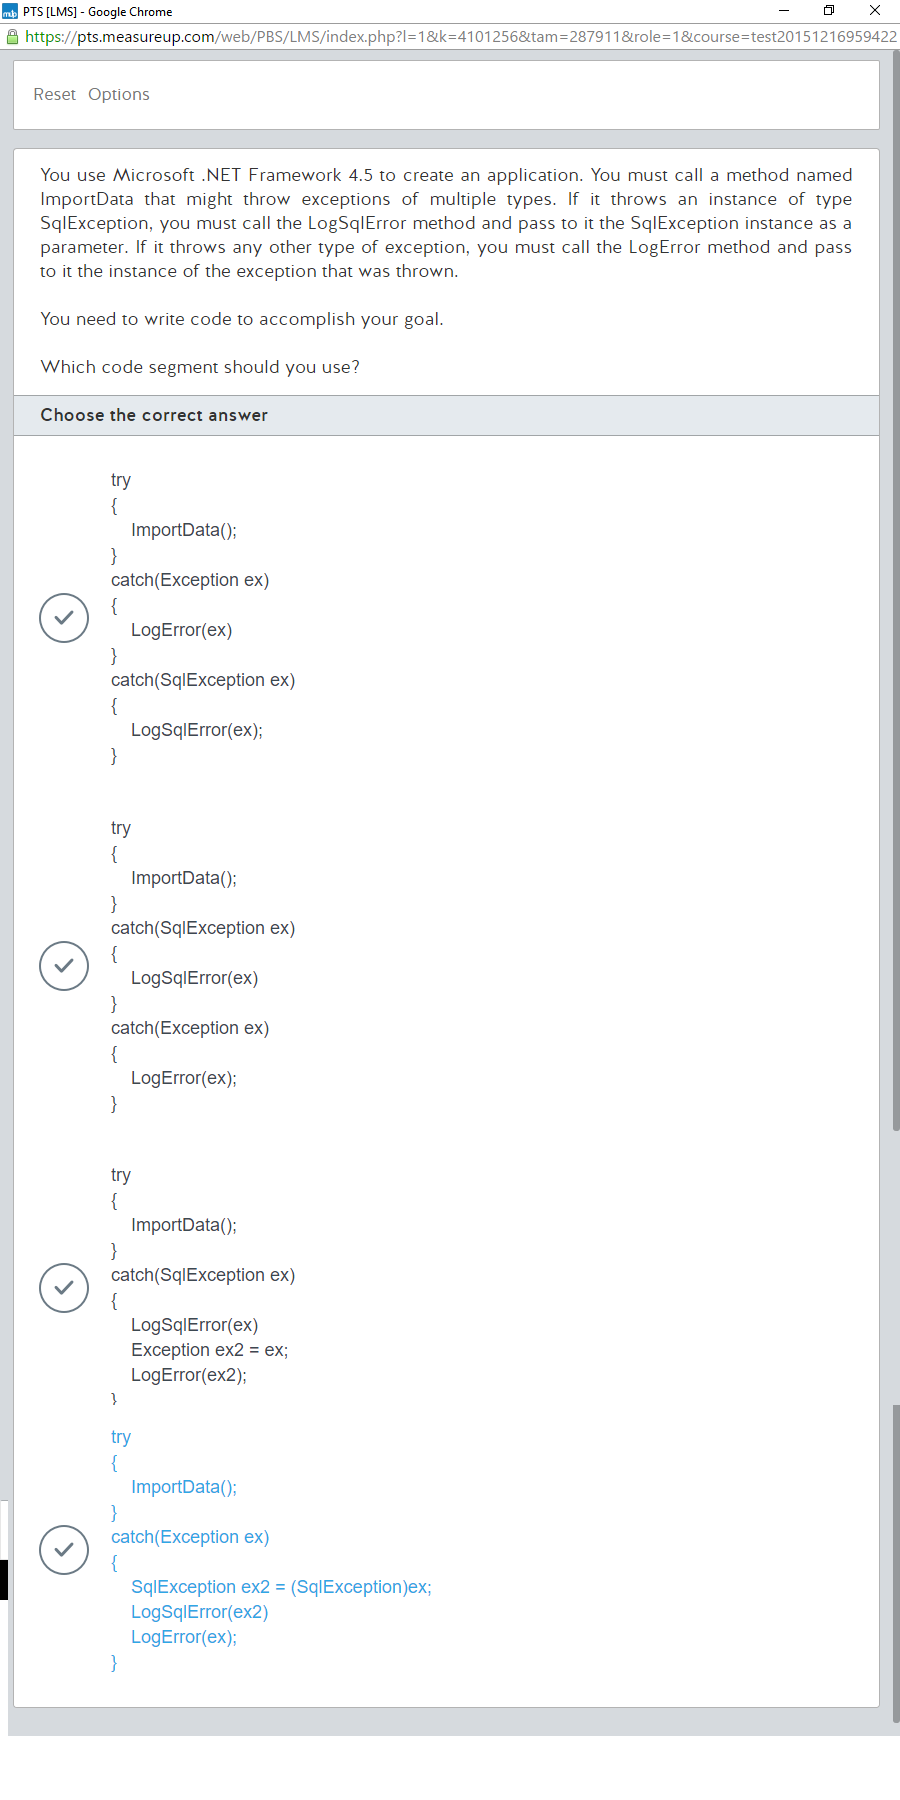 mup PTS [LMS] - Google Chrome
https://pts.measureup.com/web/PBS/LMS/index.php?l=1&k=4101256&tam=287911&role=1&course=test20151216959422
Reset Options
You use Microsoft .NET Framework 4.5 to create an application. You must call a method named
ImportData that might throw exceptions of multiple types. If it throws an instance of type
SqlException, you must call the LogSqlError method and pass to it the SqlException instance as a
parameter. If it throws any other type of exception, you must call the LogError method and pass
to it the instance of the exception that was thrown.
You need to write code to accomplish your goal.
Which code segment should you use?
Choose the correct answer
try
{
ImportData();
}
catch(Exception ex)
{
LogError(ex)
}
catch(SqlException ex)
{
LogSqlError(ex);
}
try
{
ImportData();
}
catch(SqlException ex)
{
LogSqlError(ex)
}
catch(Exception ex)
{
LogError(ex);
}
try
{
ImportData();
}
catch(SqlException ex)
{
LogSqlError(ex)
Exception ex2 = ex;
LogError(ex2);
}
try
{
ImportData();
}
catch(Exception ex)
{
SqlException ex2 = (SqlException)ex;
LogSqlError(ex2)
LogError(ex);
}